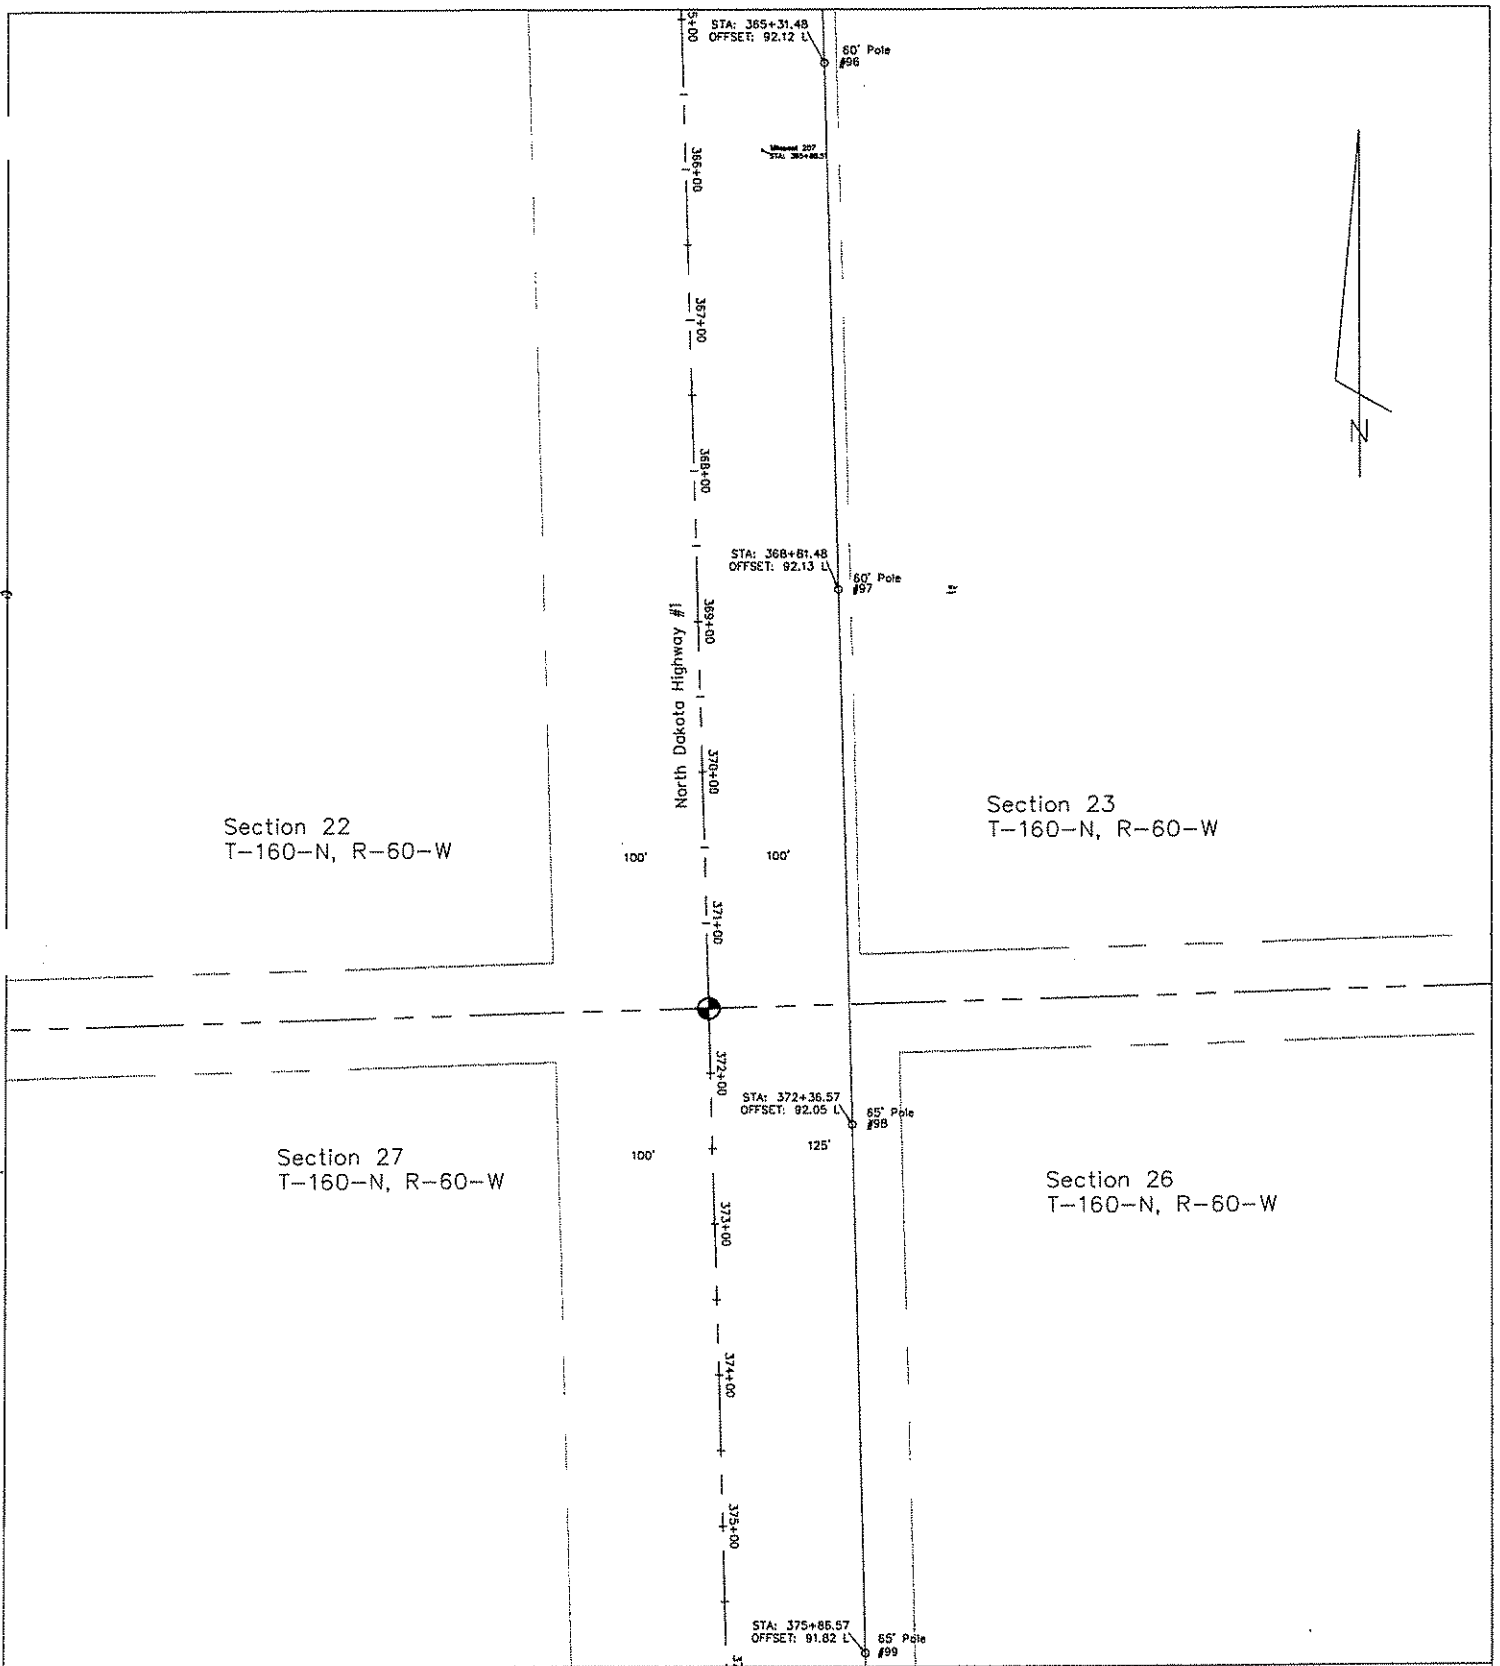 5+00
STA: 365+31.48
OFFSET: 92.12 L
60' Pole
#96
366+00
367+00
368+00
STA: 368+81.48
OFFSET: 92.13 L
60' Pole
#97
369+00
North Dakota Highway #1
370+00
Section 22
T-160-N, R-60-W
100'
100'
Section 23
T-160-N, R-60-W
371+00
372+00
STA: 372+36.57
OFFSET: 92.05 L
65' Pole
#98
100'
125'
Section 27
T-160-N, R-60-W
Section 26
T-160-N, R-60-W
373+00
374+00
375+00
STA: 375+86.57
OFFSET: 91.82 L
65' Pole
#99
37
N